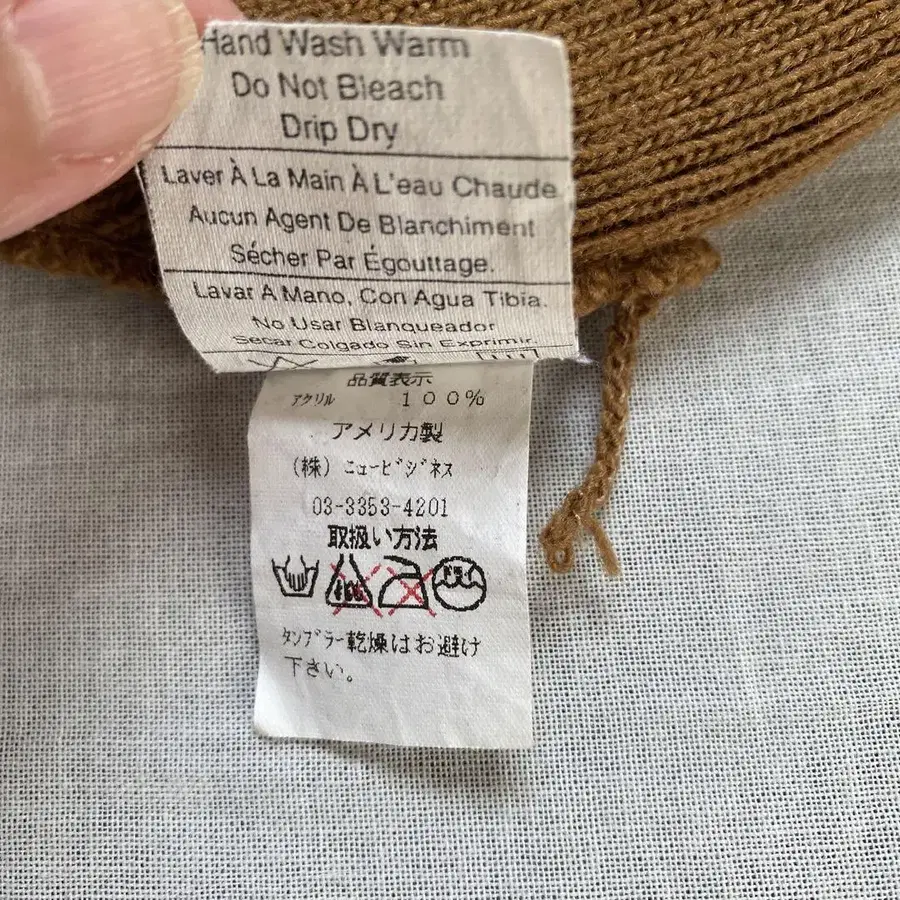 Hand Wash Warm
Do Not Bleach
Drip Dry
Laver À La Main À L'eau Chaude
Aucun Agent De Blanchiment
Sécher Par Égouttage.
Lavar A Mano, Con Agua Tibia.
No Usar Blanqueador
Secar Colgado Sin Exprimir
品質表示
アクリル 100%
アメリカ製
(株) ニュービジネス
03-3353-4201
取扱い方法
タンブラー乾燥はお避け
下さい。